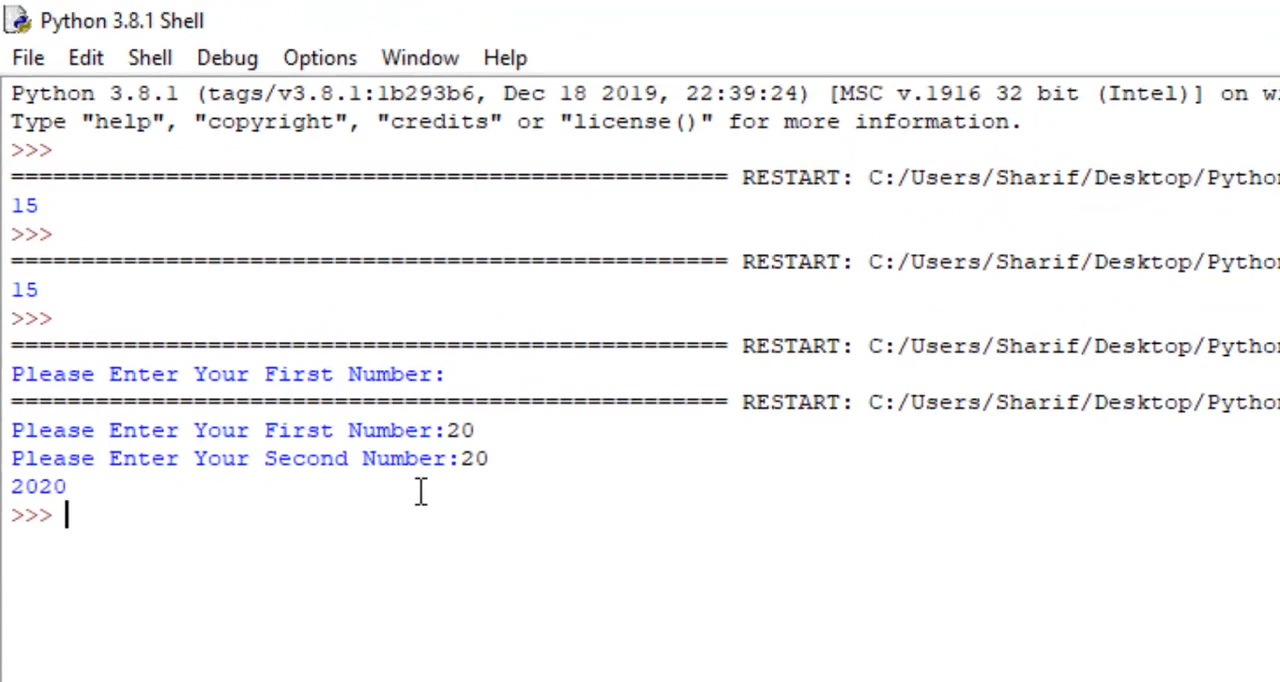 Python 3.8.1 Shell
File Edit Shell Debug Options Window Help
Python 3.8.1 (tags/v3.8.1:1b293b6, Dec 18 2019, 22:39:24) [MSC v.1916 32 bit (Intel)] on
Type "help", "copyright", "credits" or "license()" for more information.
>>>
=================================================== RESTART: C:/Users/Sharif/Desktop/Python
15
>>>
=================================================== RESTART: C:/Users/Sharif/Desktop/Python
15
>>>
=================================================== RESTART: C:/Users/Sharif/Desktop/Python
Please Enter Your First Number:
=================================================== RESTART: C:/Users/Sharif/Desktop/Python
Please Enter Your First Number:20
Please Enter Your Second Number:20
2020
>>>